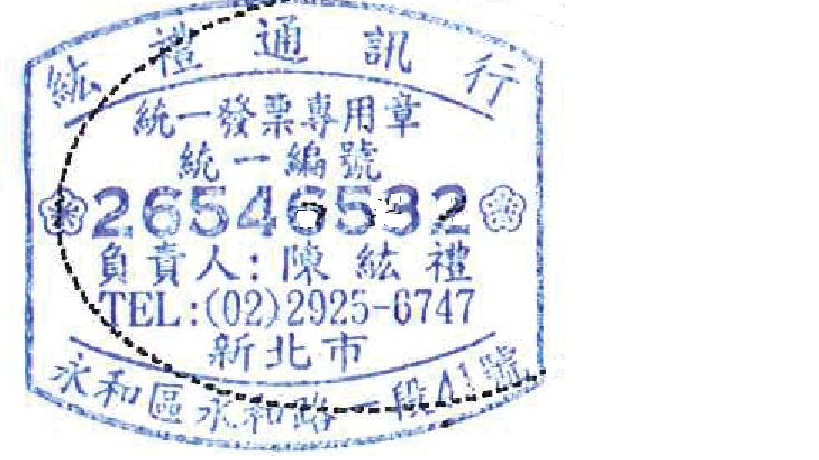 紘禮通訊行
統一發票專用章
統一編號
26546532
負責人:陳紘禮
TEL:(02)2925-6747
新北市
永和區永和路一段41號